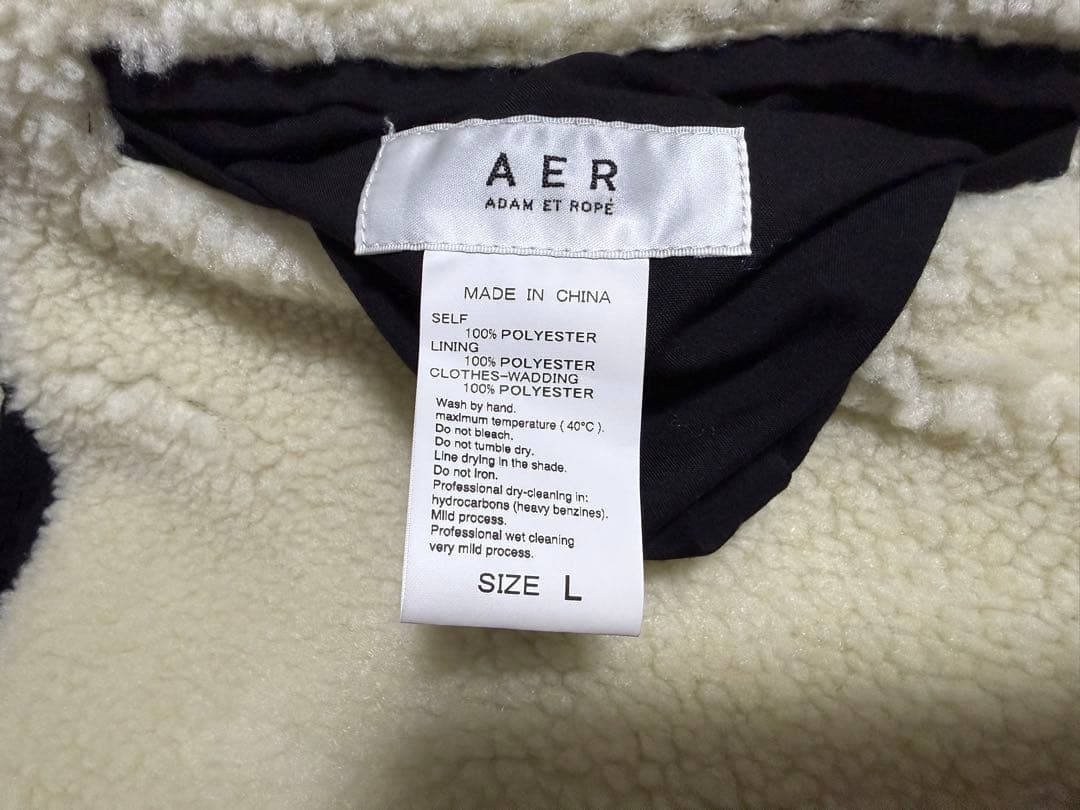 AER
ADAM ET ROPÉ
MADE IN CHINA
SELF
100% POLYESTER
LINING
100% POLYESTER
CLOTHES-WADDING
100% POLYESTER
Wash by hand.
maximum temperature ( 40°C ).
Do not bleach.
Do not tumble dry.
Line drying in the shade.
Do not iron.
Professional dry-cleaning in:
hydrocarbons (heavy benzines).
Mild process.
Professional wet cleaning
very mild process.
SIZE L